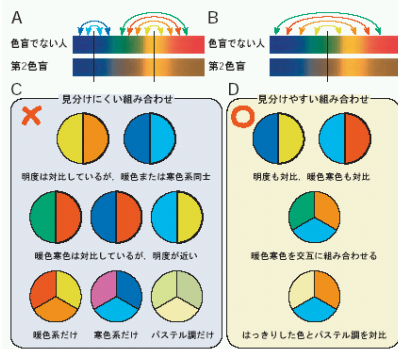 A
B
色盲でない人
色盲でない人
第2色盲
第2色盲
C
見分けにくい組み合わせ
D
見分けやすい組み合わせ
明度は対比しているが、暖色または寒色系同士
明度も対比、暖色寒色も対比
暖色寒色は対比しているが、明度が近い
暖色寒色を交互に組み合わせる
暖色系だけ
寒色系だけ
パステル調だけ
はっきりした色とパステル調を対比